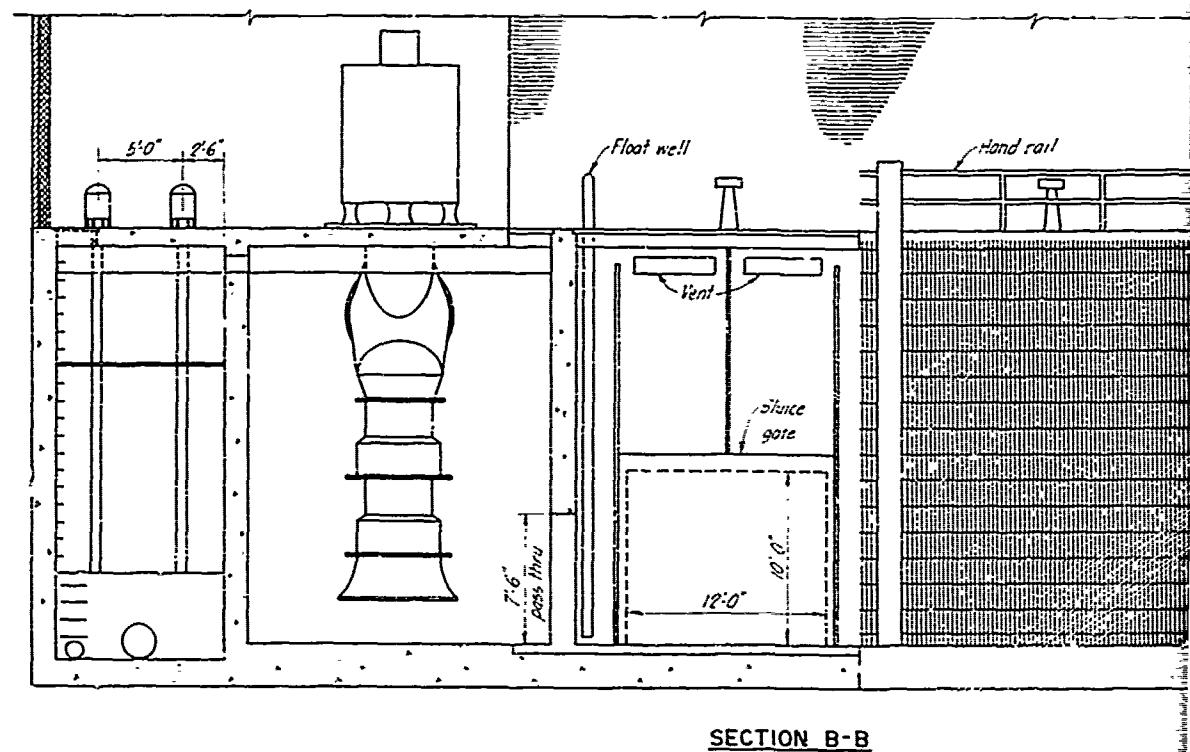 5'-0"
2'-6"
Float well
Hand rail
Vent
Sluice
gate
7'-6"
pass thru
10'-0"
12'-0"
SECTION B-B